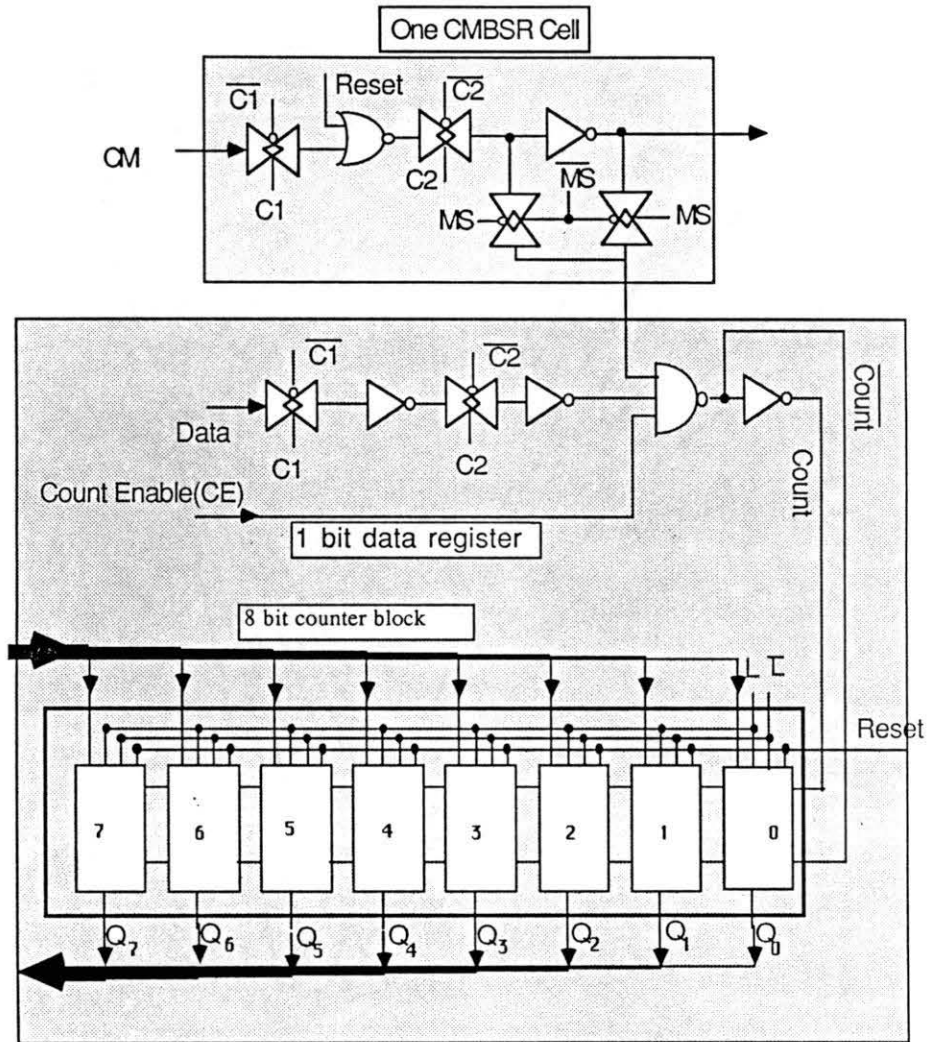 One CMBSR Cell
C1
Reset
C2
CM
C1
C2
MS
MS
MS
C1
C2
Count
Data
C1
C2
Count
Count Enable(CE)
1 bit data register
8 bit counter block
L L
Reset
7 6 5 4 3 2 1 0
Q7 Q6 Q5 Q4 Q3 Q2 Q1 Q0